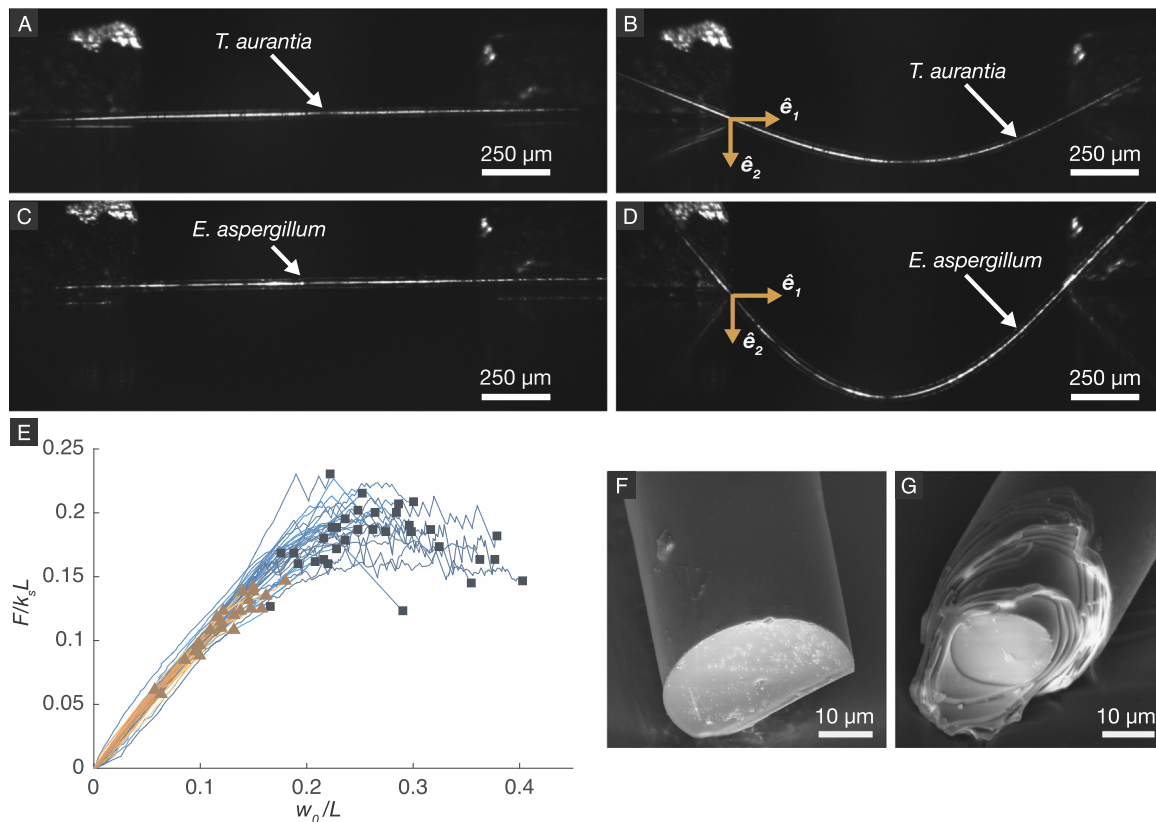 A
T. aurantia
250 µm
B
T. aurantia
ê1
ê2
250 µm
C
E. aspergillum
250 µm
D
E. aspergillum
ê1
ê2
250 µm
E
0.25
0.2
0.15
0.1
0.05
0
F/ksL
0 0.1 0.2 0.3 0.4
w0/L
F
10 µm
G
10 µm